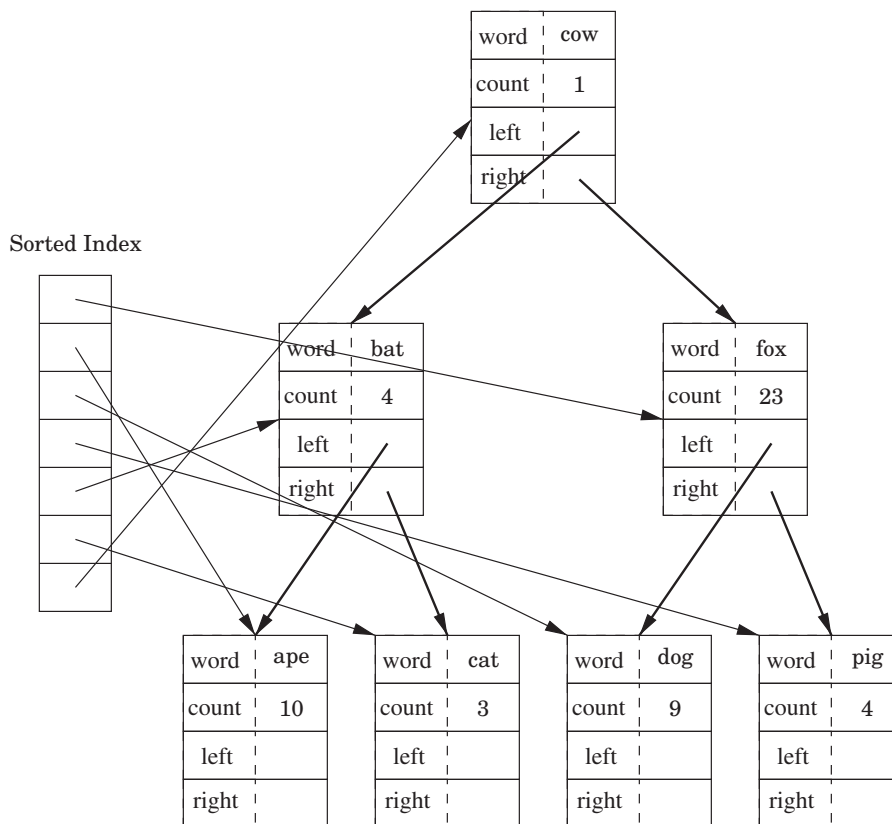 word cow
count 1
left
right
Sorted Index
word bat
count 4
left
right
word fox
count 23
left
right
word ape
count 10
left
right
word cat
count 3
left
right
word dog
count 9
left
right
word pig
count 4
left
right